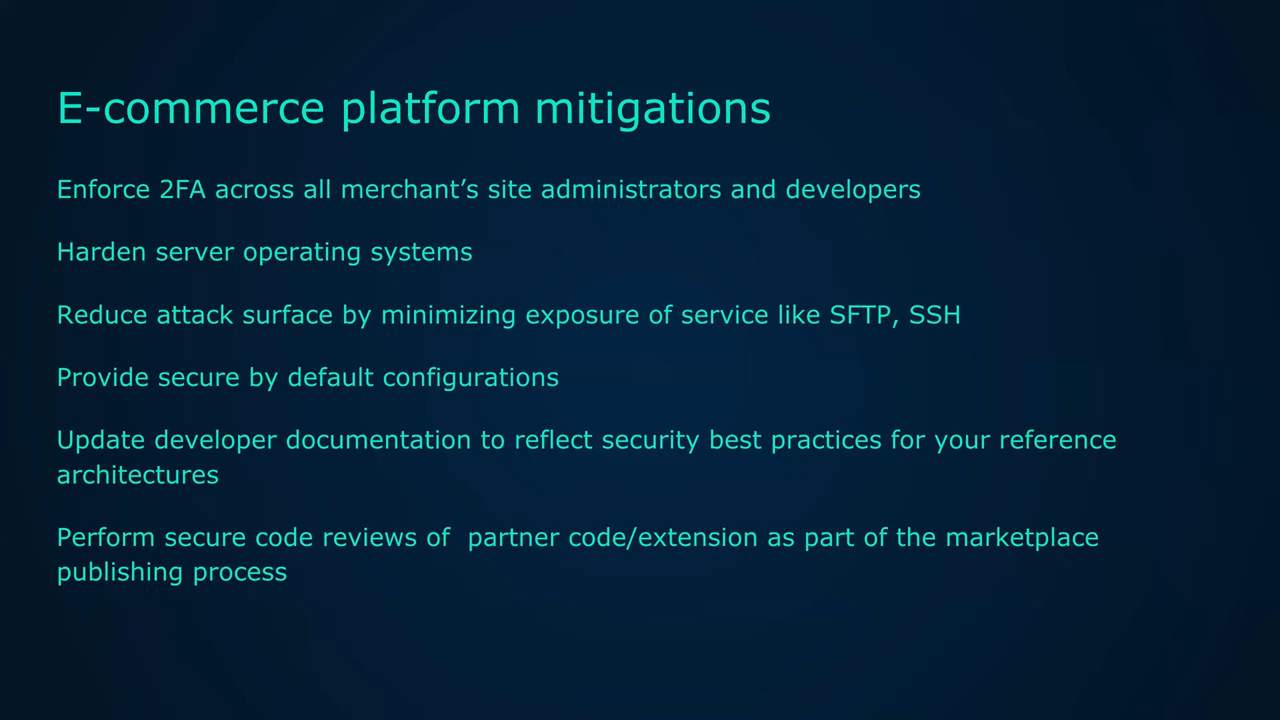 E-commerce platform mitigations
Enforce 2FA across all merchant’s site administrators and developers
Harden server operating systems
Reduce attack surface by minimizing exposure of service like SFTP, SSH
Provide secure by default configurations
Update developer documentation to reflect security best practices for your reference
architectures
Perform secure code reviews of  partner code/extension as part of the marketplace
publishing process